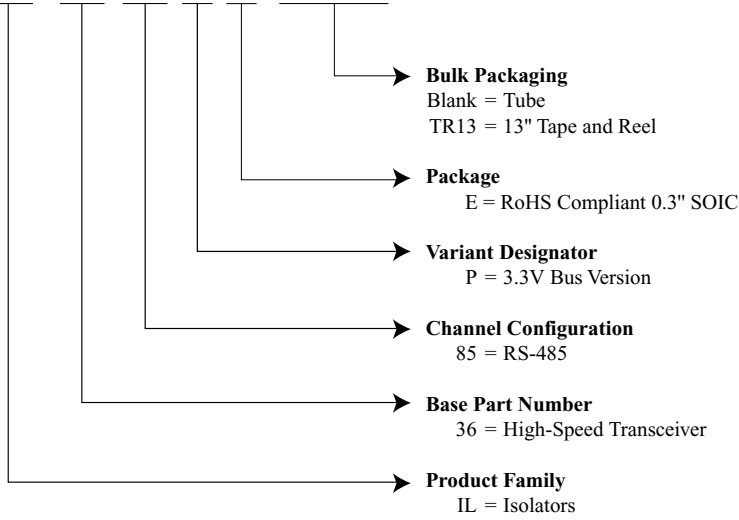 Bulk Packaging
Blank = Tube
TR13 = 13" Tape and Reel
Package
E = RoHS Compliant 0.3" SOIC
Variant Designator
P = 3.3V Bus Version
Channel Configuration
85 = RS-485
Base Part Number
36 = High-Speed Transceiver
Product Family
IL = Isolators